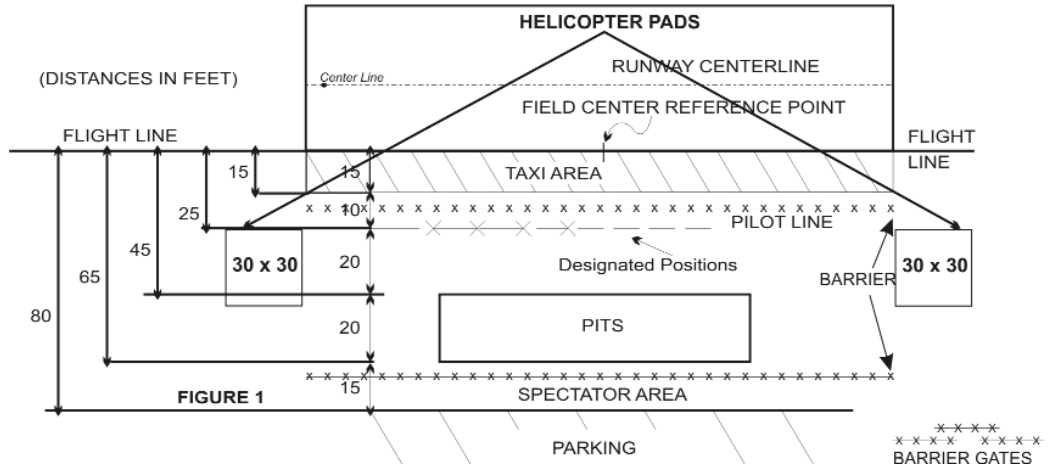 HELICOPTER PADS
(DISTANCES IN FEET)
RUNWAY CENTERLINE
Center Line
FIELD CENTER REFERENCE POINT
FLIGHT LINE
FLIGHT
LINE
15
15
TAXI AREA
10
25
PILOT LINE
45
20
Designated Positions
30 x 30
30 x 30
65
BARRIER
80
20
PITS
15
FIGURE 1
SPECTATOR AREA
PARKING
x x x x
x x x x x x x x
BARRIER GATES